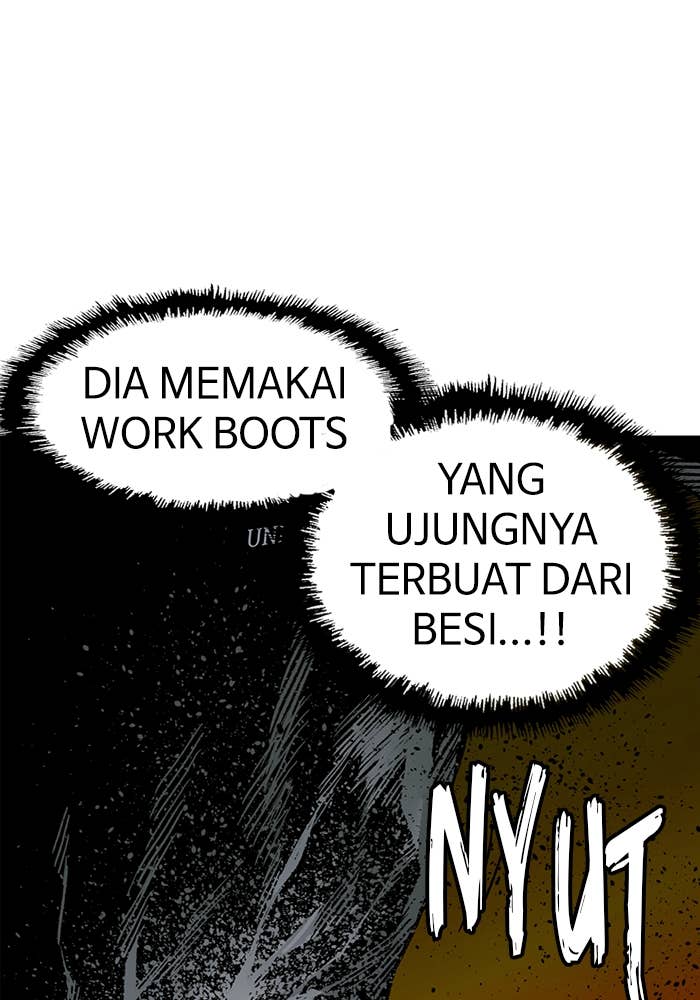 DIA MEMAKAI
WORK BOOTS
YANG
UJUNGNYA
TERBUAT DARI
BESI...!!
NYUT